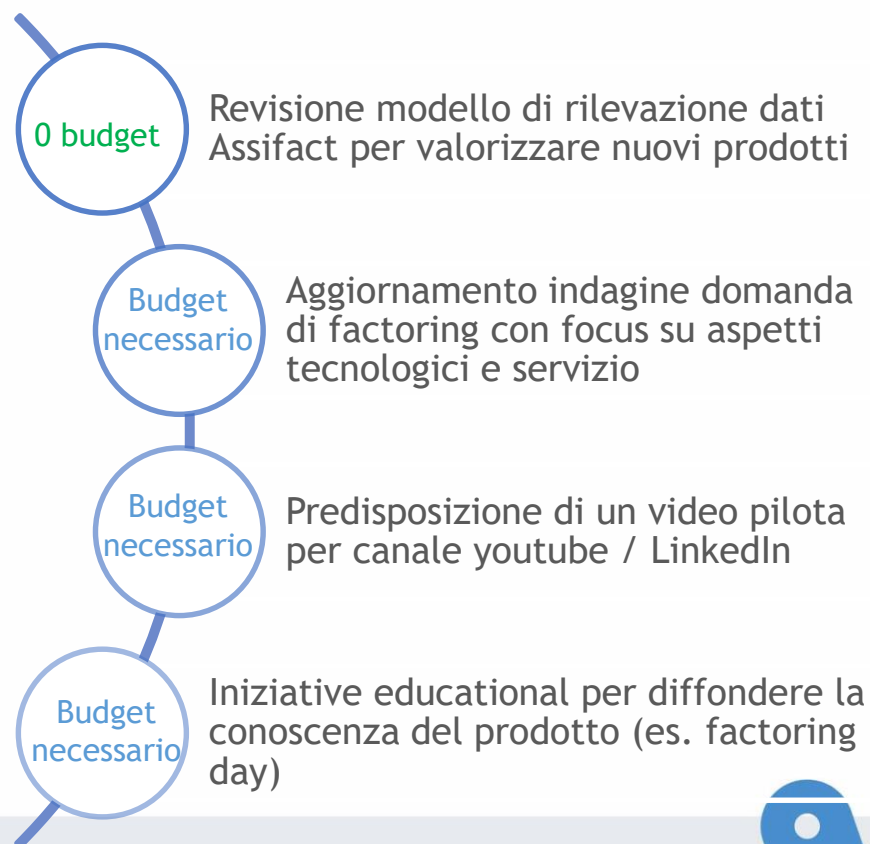 0 budget
Revisione modello di rilevazione dati
Assifact per valorizzare nuovi prodotti
Budget
necessario
Aggiornamento indagine domanda
di factoring con focus su aspetti
tecnologici e servizio
Budget
necessario
Predisposizione di un video pilota
per canale youtube / LinkedIn
Budget
necessario
Iniziative educational per diffondere la
conoscenza del prodotto (es. factoring
day)